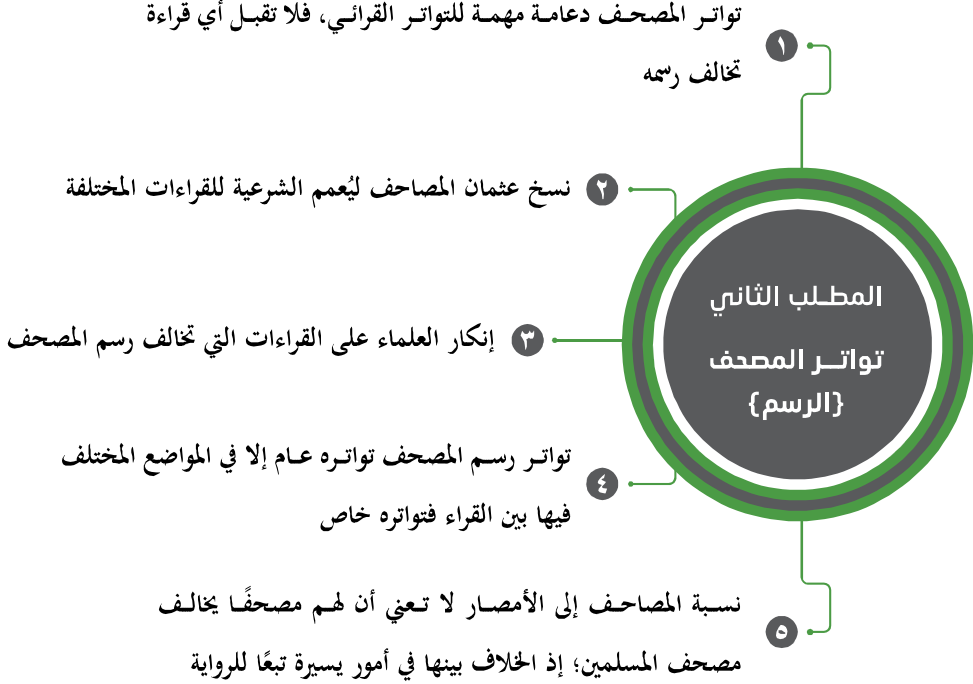 المطلب الثاني
تواتر المصحف
{الرسم}
١
تواتر المصحف دعامة مهمة للتواتر القرائي، فلا تقبل أي قراءة
تخالف رسمه
٢ نسخ عثمان المصاحف ليُعمم الشرعية للقراءات المختلفة
٣ إنكار العلماء على القراءات التي تخالف رسم المصحف
٤
تواتر رسم المصحف تواتره عام إلا في المواضع المختلف
فيها بين القراء فتواتره خاص
٥
نسبة المصاحف إلى الأمصار لا تعني أن لهم مصحفًا يخالف
مصحف المسلمين؛ إذ الخلاف بينها في أمور يسيرة تبعًا للرواية